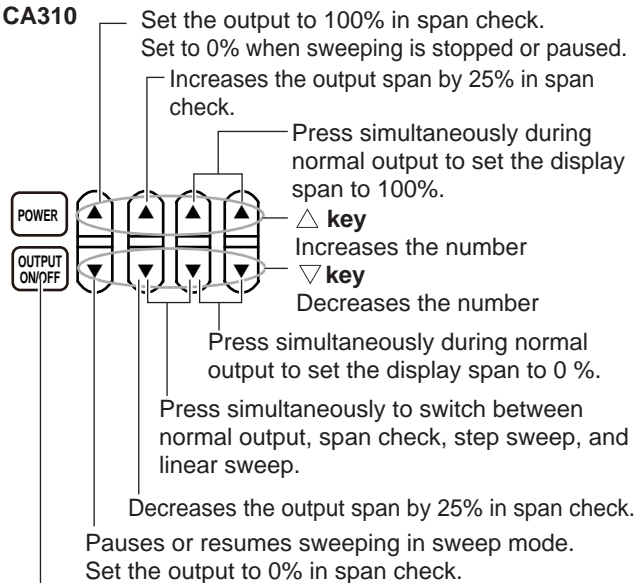 CA310
Set the output to 100% in span check.
Set to 0% when sweeping is stopped or paused.
Increases the output span by 25% in span
check.
Press simultaneously during
normal output to set the display
span to 100%.
POWER
△ key
Increases the number
OUTPUT
ON/OFF
▽ key
Decreases the number
Press simultaneously during normal
output to set the display span to 0 %.
Press simultaneously to switch between
normal output, span check, step sweep, and
linear sweep.
Decreases the output span by 25% in span check.
Pauses or resumes sweeping in sweep mode.
Set the output to 0% in span check.